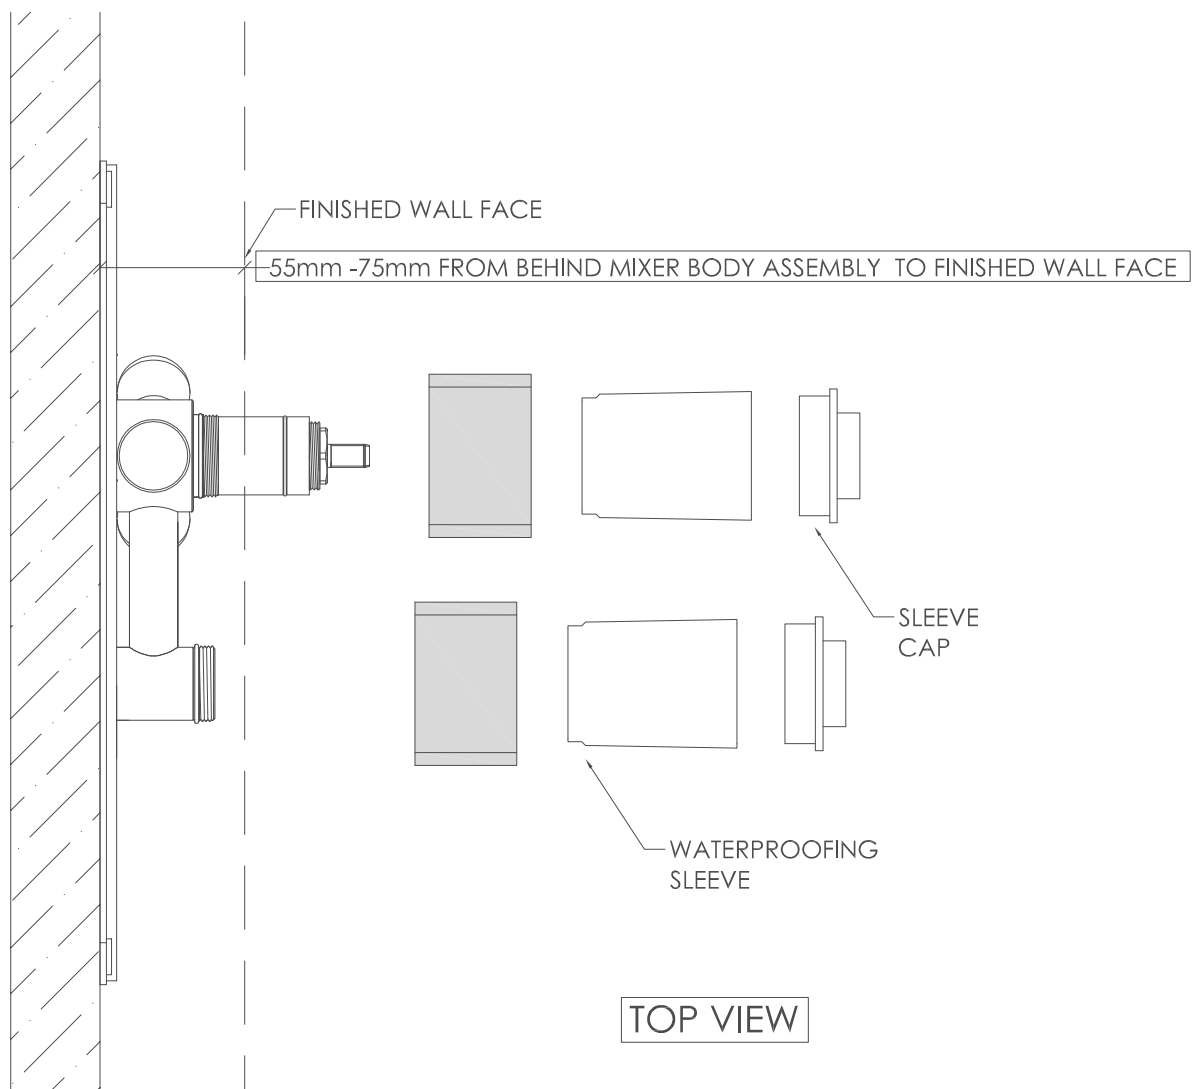 FINISHED WALL FACE
55mm -75mm FROM BEHIND MIXER BODY ASSEMBLY TO FINISHED WALL FACE
SLEEVE
CAP
WATERPROOFING
SLEEVE
TOP VIEW